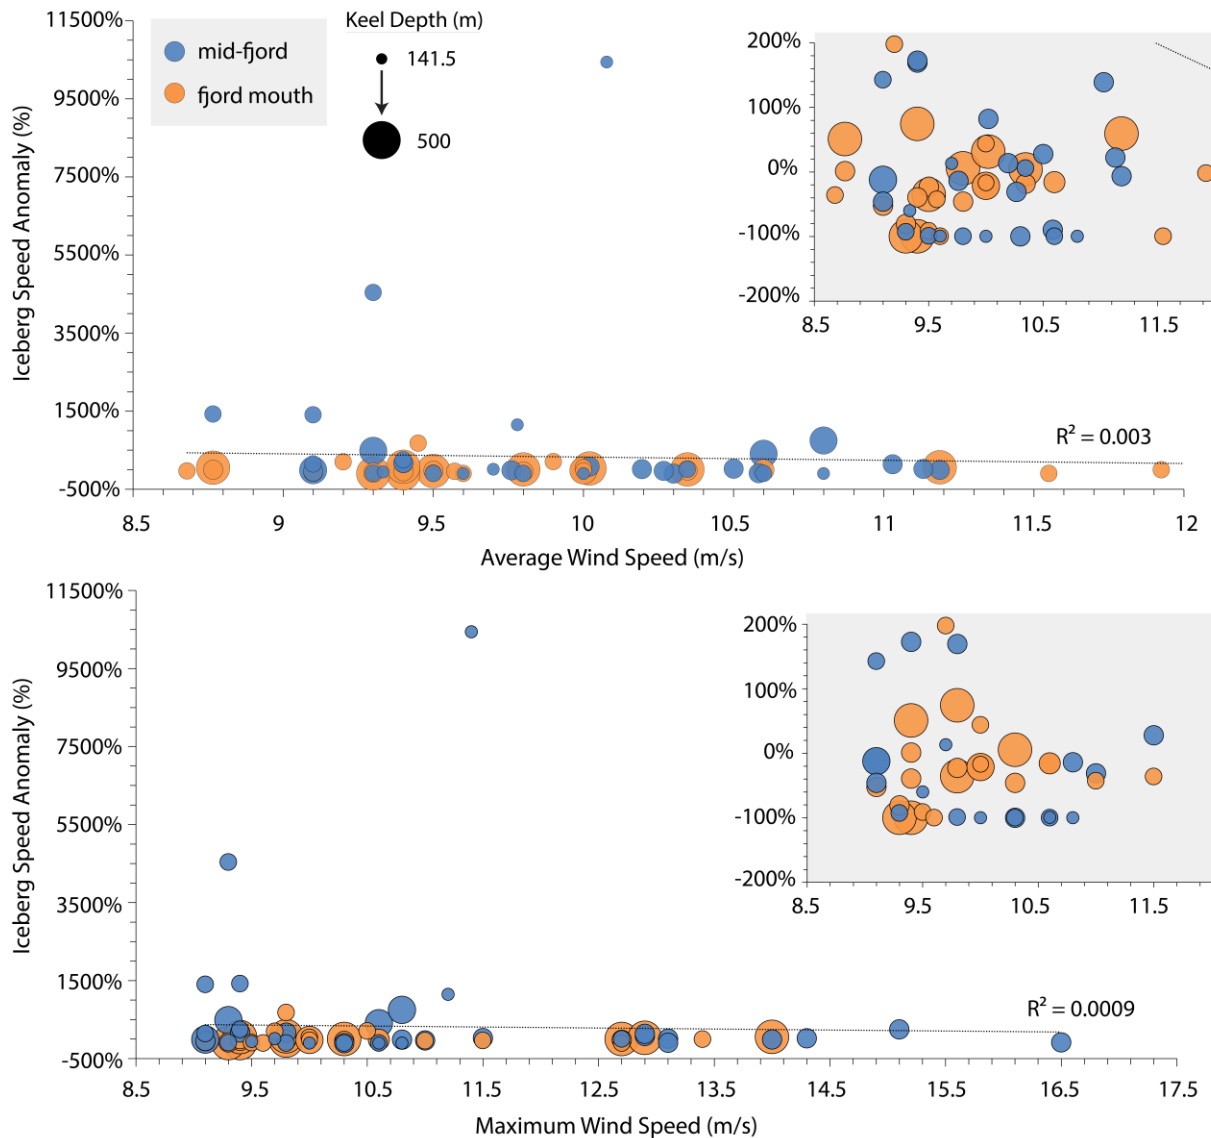 11500%
9500%
7500%
5500%
3500%
1500%
-500%
Iceberg Speed Anomaly (%)
mid-fjord
fjord mouth
Keel Depth (m)
141.5
500
200%
100%
0%
-100%
-200%
8.5 9.5 10.5 11.5
R² = 0.003
8.5 9 9.5 10 10.5 11 11.5 12
Average Wind Speed (m/s)
11500%
9500%
7500%
5500%
3500%
1500%
-500%
Iceberg Speed Anomaly (%)
200%
100%
0%
-100%
-200%
8.5 9.5 10.5 11.5
R² = 0.0009
8.5 9.5 10.5 11.5 12.5 13.5 14.5 15.5 16.5 17.5
Maximum Wind Speed (m/s)